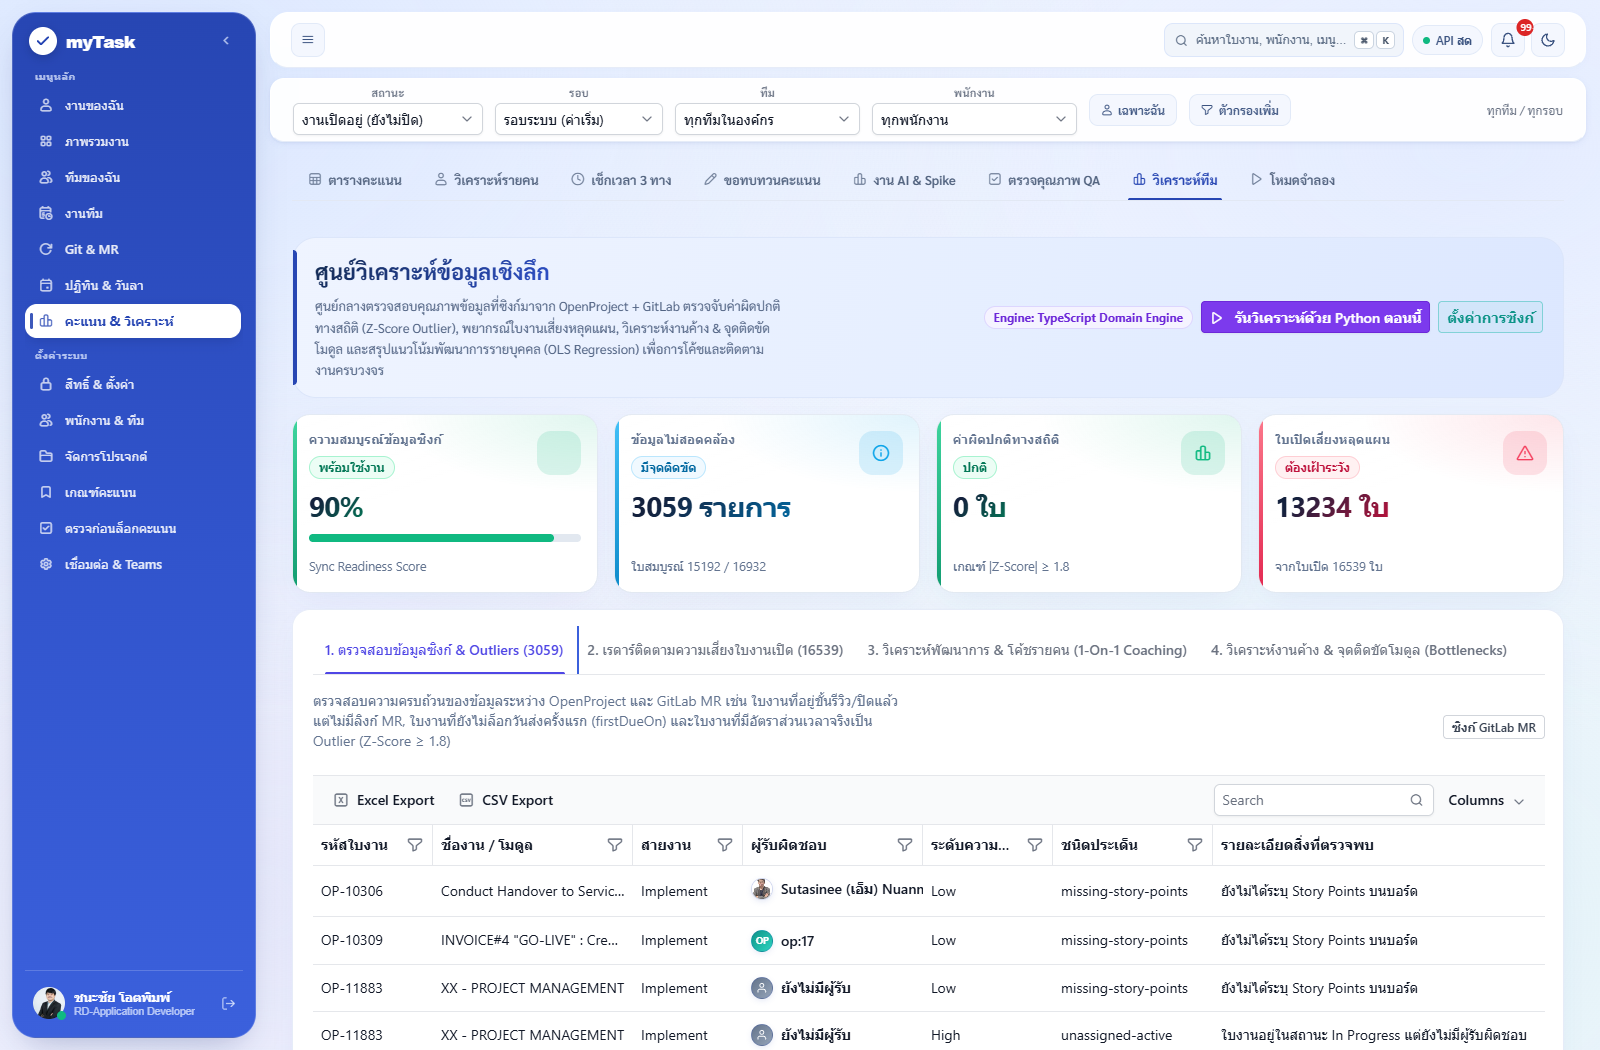 myTask
เมนูหลัก
งานของฉัน
ภาพรวมงาน
ทีมของฉัน
งานทีม
Git & MR
ปฏิทิน & วันลา
คะแนน & วิเคราะห์
ตั้งค่าระบบ
สิทธิ์ & ตั้งค่า
พนักงาน & ทีม
จัดการโปรเจกต์
เกณฑ์คะแนน
ตรวจก่อนล็อกคะแนน
เชื่อมต่อ & Teams
ชนะชัย โอตพิมพ์
RD-Application Developer
ค้นหาใบงาน, พนักงาน, เมนู... ⌘ K
API สด
99
สถานะ
งานเปิดอยู่ (ยังไม่ปิด)
รอบ
รอบระบบ (ค่าเริ่ม)
ทีม
ทุกทีมในองค์กร
พนักงาน
ทุกพนักงาน
เฉพาะฉัน
ตัวกรองเพิ่ม
ทุกทีม / ทุกรอบ
ตารางคะแนน
วิเคราะห์รายคน
เช็กเวลา 3 ทาง
ขอทบทวนคะแนน
งาน AI & Spike
ตรวจคุณภาพ QA
วิเคราะห์ทีม
โหมดจำลอง
ศูนย์วิเคราะห์ข้อมูลเชิงลึก
ศูนย์กลางตรวจสอบคุณภาพข้อมูลที่ซิงก์มาจาก OpenProject + GitLab ตรวจจับค่าผิดปกติ
ทางสถิติ (Z-Score Outlier), พยากรณ์ใบงานเสี่ยงหลุดแผน, วิเคราะห์งานค้าง & จุดติดขัด
โมดูล และสรุปแนวโน้มพัฒนาการรายบุคคล (OLS Regression) เพื่อการโค้ชและติดตาม
งานครบวงจร
Engine: TypeScript Domain Engine
รันวิเคราะห์ด้วย Python ตอนนี้
ตั้งค่าการซิงก์
ความสมบูรณ์ข้อมูลซิงก์
พร้อมใช้งาน
90%
Sync Readiness Score
ข้อมูลไม่สอดคล้อง
มีจุดติดขัด
3059 รายการ
ใบสมบูรณ์ 15192 / 16932
ค่าผิดปกติทางสถิติ
ปกติ
0 ใบ
เกณฑ์ |Z-Score| ≥ 1.8
ใบเปิดเสี่ยงหลุดแผน
ต้องเฝ้าระวัง
13234 ใบ
จากใบเปิด 16539 ใบ
1. ตรวจสอบข้อมูลซิงก์ & Outliers (3059)
2. เรดาร์ติดตามความเสี่ยงใบงานเปิด (16539)
3. วิเคราะห์พัฒนาการ & โค้ชรายคน (1-On-1 Coaching)
4. วิเคราะห์งานค้าง & จุดติดขัดโมดูล (Bottlenecks)
ตรวจสอบความครบถ้วนของข้อมูลระหว่าง OpenProject และ GitLab MR เช่น ใบงานที่อยู่ขั้นรีวิว/ปิดแล้ว
แต่ไม่มีลิงก์ MR, ใบงานที่ยังไม่ล็อกวันส่งครั้งแรก (firstDueOn) และใบงานที่มีอัตราส่วนเวลาจริงเป็น
Outlier (Z-Score ≥ 1.8)
ซิงก์ GitLab MR
Excel Export
CSV Export
Search
Columns
รหัสใบงาน ชื่องาน / โมดูล สายงาน ผู้รับผิดชอบ ระดับความ... ชนิดประเด็น รายละเอียดสิ่งที่ตรวจพบ
OP-10306 Conduct Handover to Servic... Implement Sutasinee (เอ็ม) Nuann Low missing-story-points ยังไม่ได้ระบุ Story Points บนบอร์ด
OP-10309 INVOICE#4 "GO-LIVE" : Cre... Implement OP op:17 Low missing-story-points ยังไม่ได้ระบุ Story Points บนบอร์ด
OP-11883 XX - PROJECT MANAGEMENT Implement ยังไม่มีผู้รับ Low missing-story-points ยังไม่ได้ระบุ Story Points บนบอร์ด
OP-11883 XX - PROJECT MANAGEMENT Implement ยังไม่มีผู้รับ High unassigned-active ใบงานอยู่ในสถานะ In Progress แต่ยังไม่มีผู้รับผิดชอบ